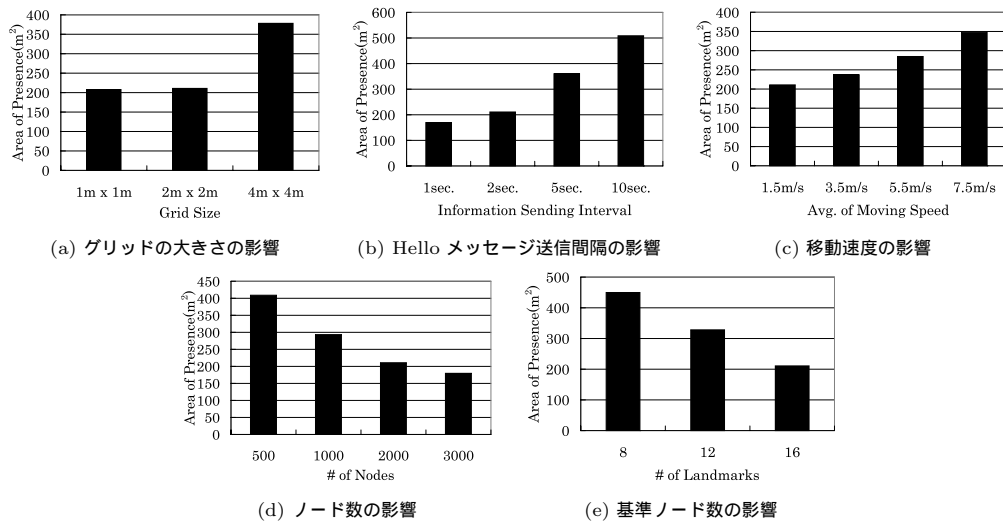 Area of Presence(m²)
400
350
300
250
200
150
100
50
0
1m x 1m 2m x 2m 4m x 4m
Grid Size
(a) グリッドの大きさの影響
Area of Presence(m²)
600
500
400
300
200
100
0
1sec. 2sec. 5sec. 10sec.
Information Sending Interval
(b) Hello メッセージ送信間隔の影響
Area of Presence(m²)
400
350
300
250
200
150
100
50
0
1.5m/s 3.5m/s 5.5m/s 7.5m/s
Avg. of Moving Speed
(c) 移動速度の影響
Area of Presence(m²)
450
400
350
300
250
200
150
100
50
0
500 1000 2000 3000
# of Nodes
(d) ノード数の影響
Area of Presence(m²)
500
400
300
200
100
0
8 12 16
# of Landmarks
(e) 基準ノード数の影響